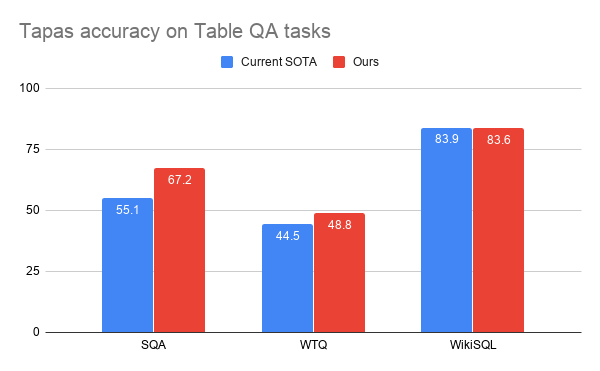 Tapas accuracy on Table QA tasks
Current SOTA Ours
100
75
50
25
0
55.1 67.2
44.5 48.8
83.9 83.6
SQA WTQ WikiSQL